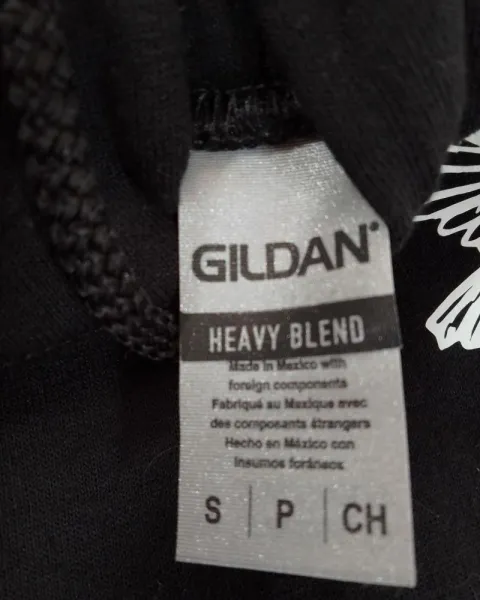 GILDAN®
HEAVY BLEND
Made in Mexico with
foreign components
Fabriqué au Mexique avec
des composants étrangers
Hecho en México con
insumos foráneos
S | P | CH